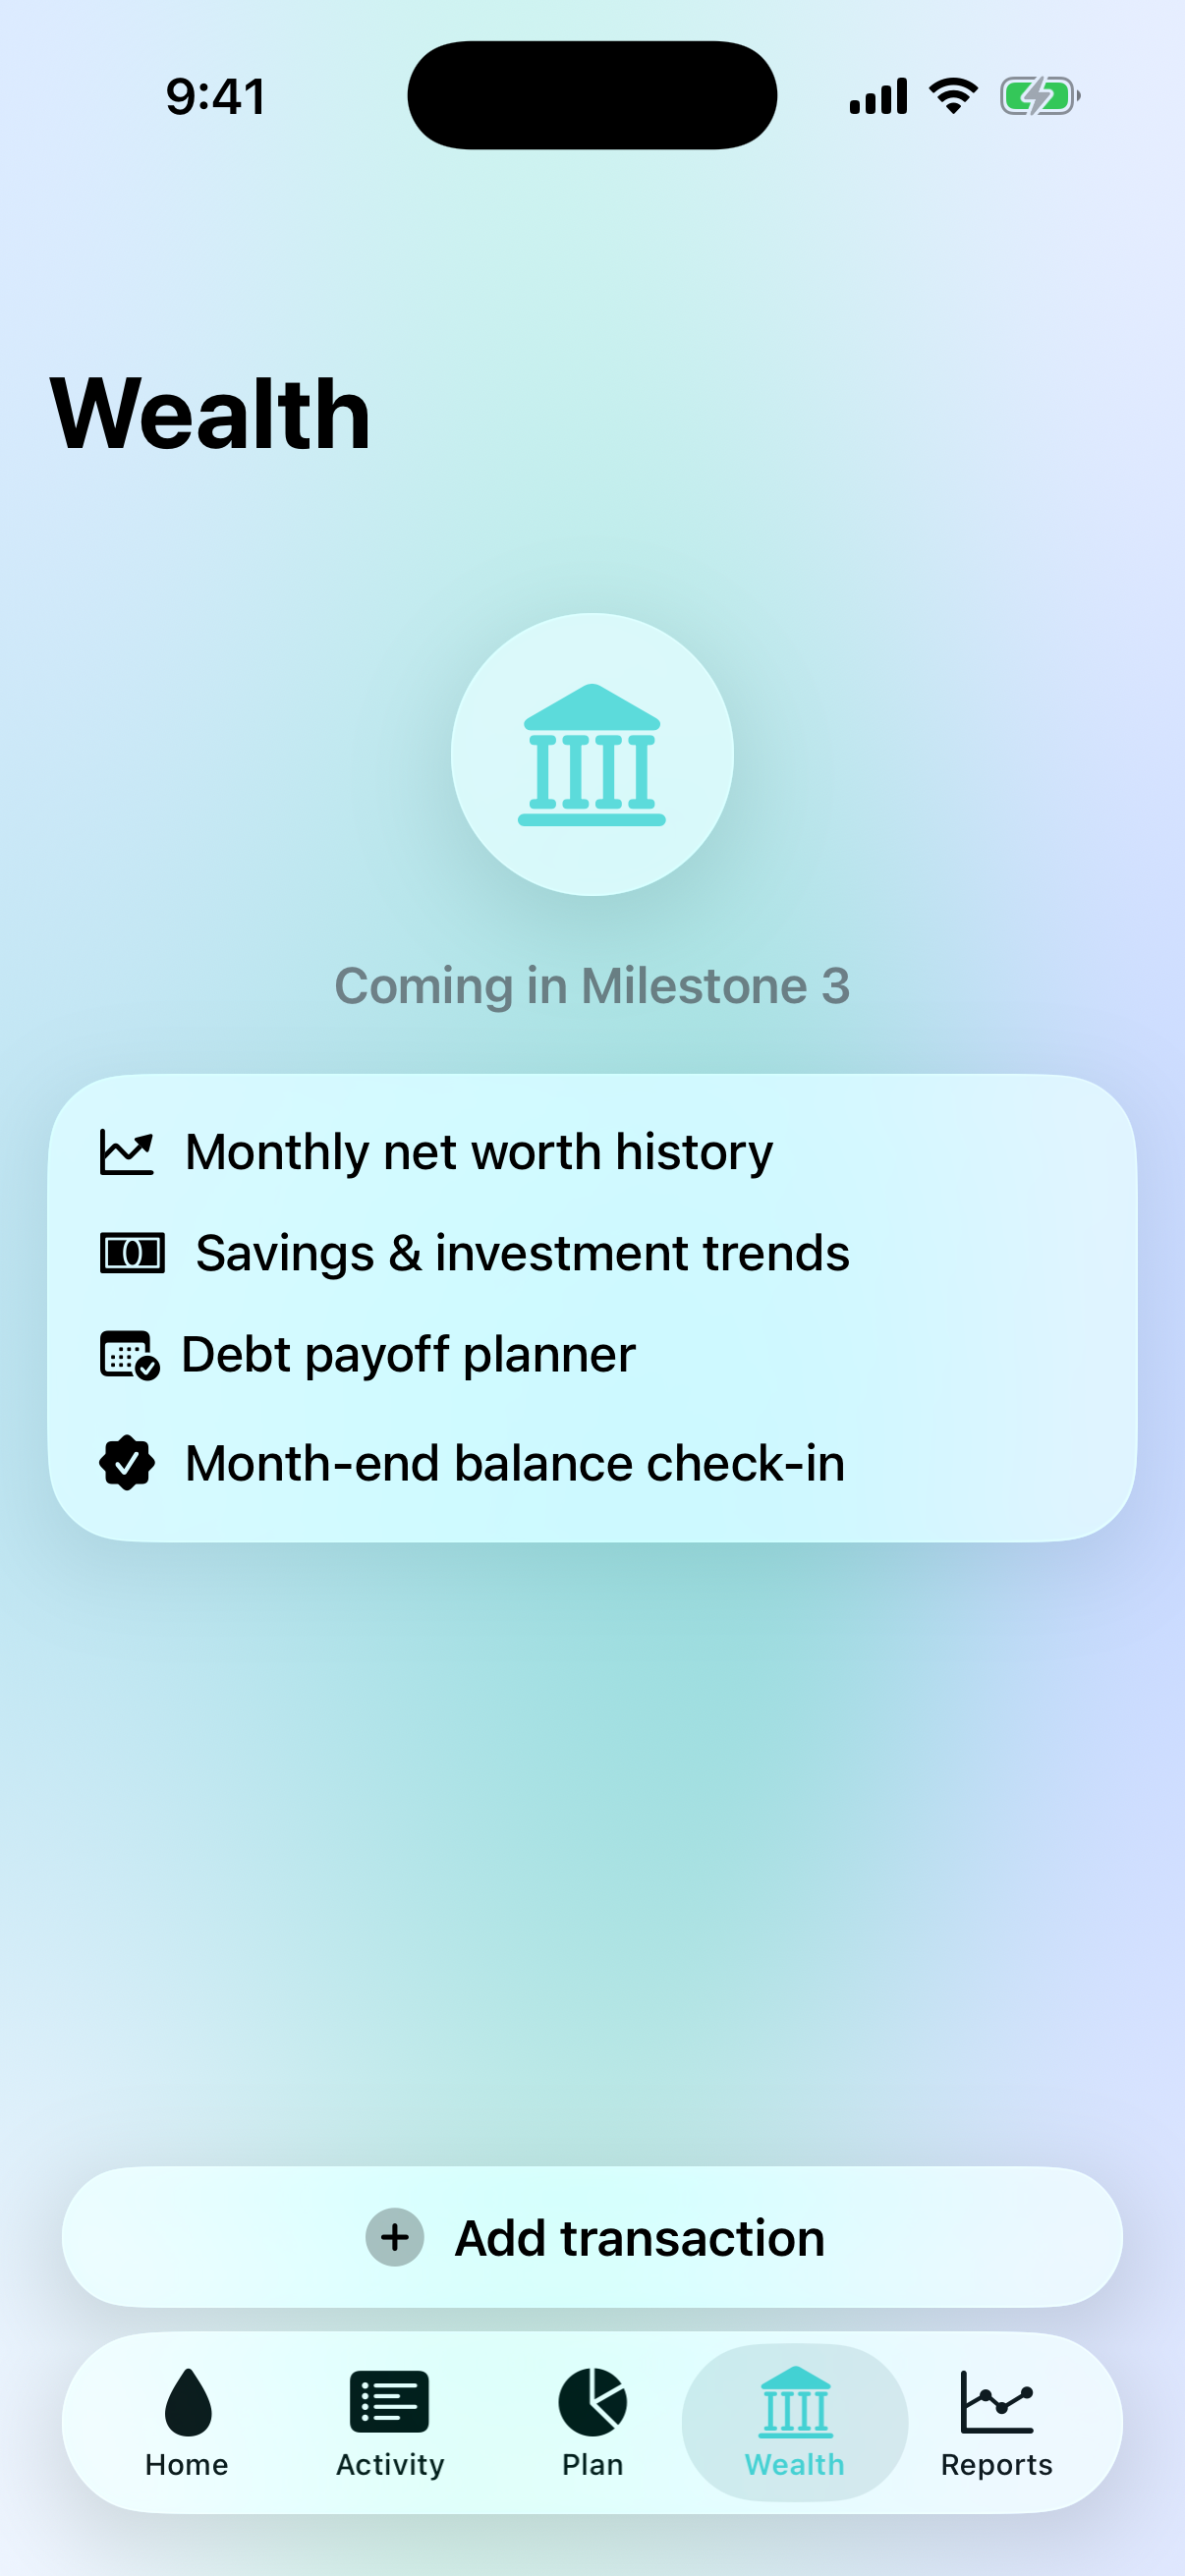 9:41
Wealth
Coming in Milestone 3
Monthly net worth history
Savings & investment trends
Debt payoff planner
Month-end balance check-in
Add transaction
Home
Activity
Plan
Wealth
Reports